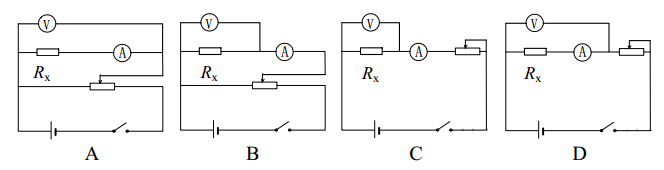 V V V V
A A A A
Rx Rx Rx Rx
A B C D